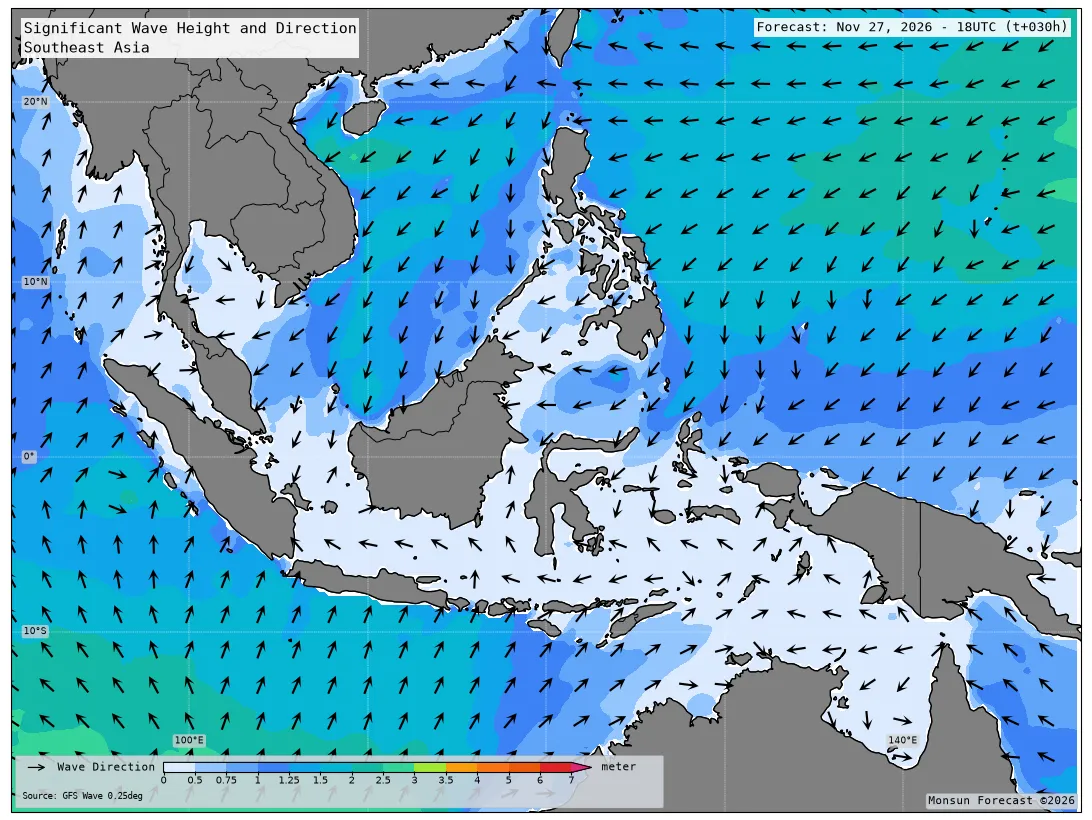 Significant Wave Height and Direction
Southeast Asia
Forecast: Nov 27, 2026 - 18UTC (t+030h)
20°N
10°N
0°
10°S
100°E
140°E
Wave Direction
0 0.5 0.75 1 1.25 1.5 2 2.5 3 3.5 4 5 6 7
meter
Source: GFS Wave 0.25deg
Monsun Forecast ©2026